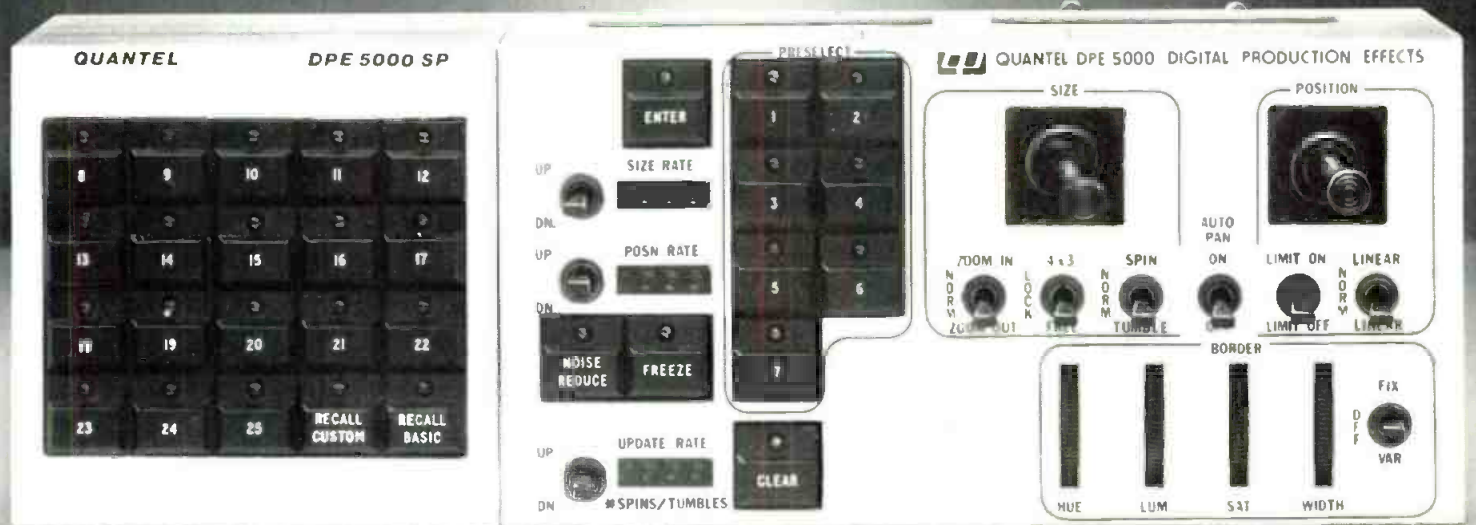 QUANTEL DPE 5000 SP
8 9 10 11 12
13 14 15 16 17
18 19 20 21 22
23 24 25 RECALL CUSTOM RECALL BASIC
PRESELECT
ENTER
1 2
3 4
5 6
7
UP
SIZE RATE
DN.
UP
POSN RATE
DN
NOISE REDUCE
FREEZE
UP
UPDATE RATE
DN
#SPINS/TUMBLES
CLEAR
QUANTEL DPE 5000 DIGITAL PRODUCTION EFFECTS
SIZE
POSITION
ZOOM IN
NORM
ZOOM OUT
4x3
LOCK
FREE
SPIN
NORM
TUMBLE
AUTO PAN
ON
LIMIT ON
LIMIT OFF
LINEAR
NORM
LINEAR
BORDER
HUE LUM SAT WIDTH
FIX
OFF
VAR